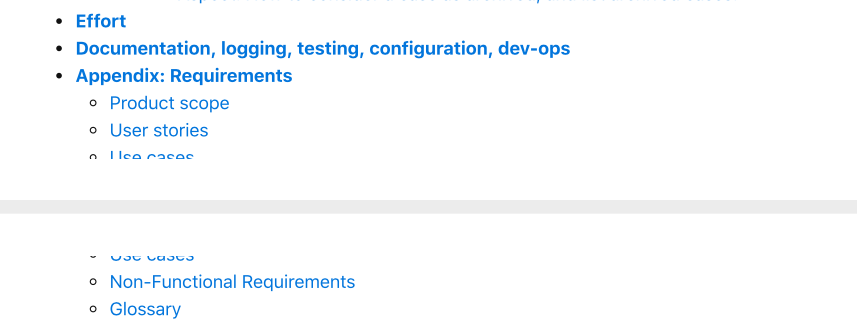 Effort
Documentation, logging, testing, configuration, dev-ops
Appendix: Requirements
Product scope
User stories
Use cases
Use cases
Non-Functional Requirements
Glossary